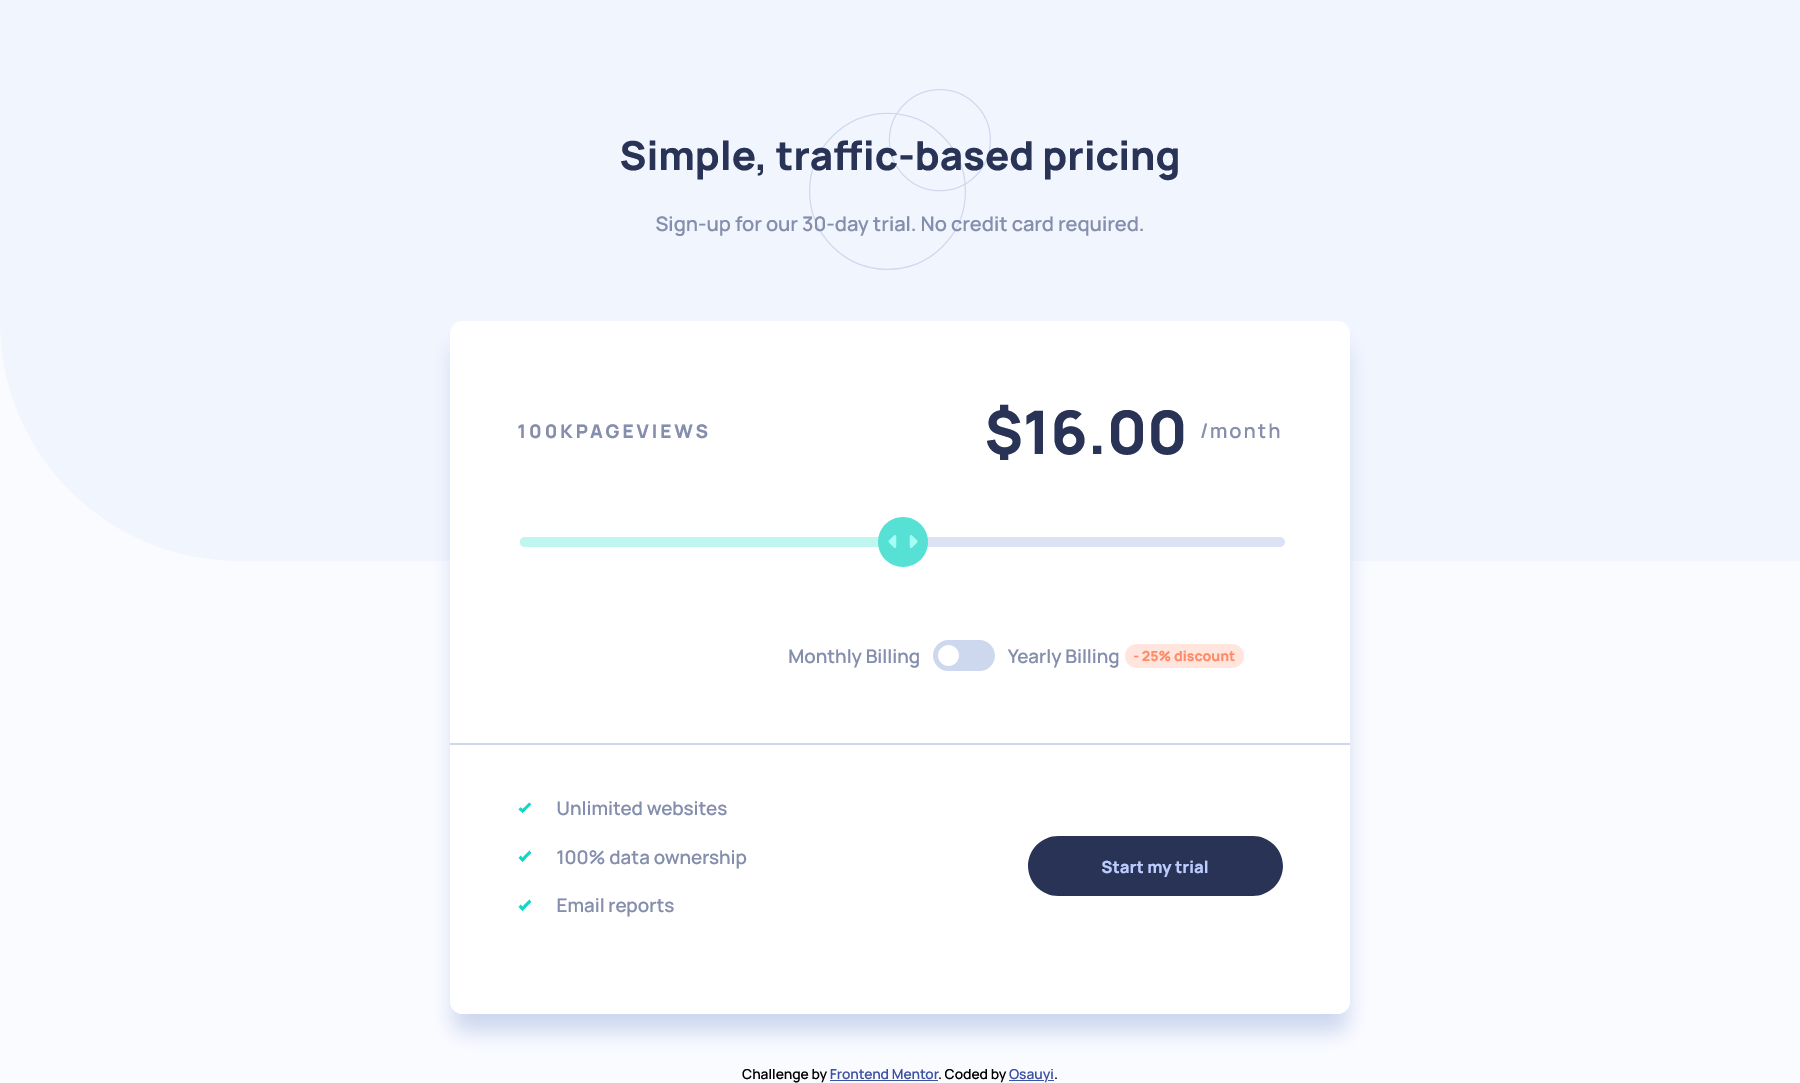 Simple, traffic-based pricing
Sign-up for our 30-day trial. No credit card required.
100KPAGEVIEWS
$16.00 /month
Monthly Billing
Yearly Billing - 25% discount
Unlimited websites
100% data ownership
Email reports
Start my trial
Challenge by Frontend Mentor. Coded by Osauyi.